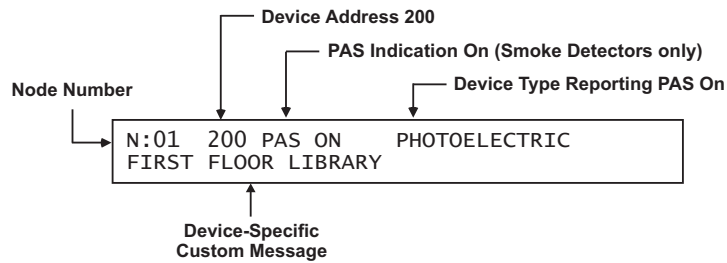 Device Address 200
PAS Indication On (Smoke Detectors only)
Device Type Reporting PAS On
Node Number
N:01 200 PAS ON PHOTOELECTRIC
FIRST FLOOR LIBRARY
Device-Specific
Custom Message